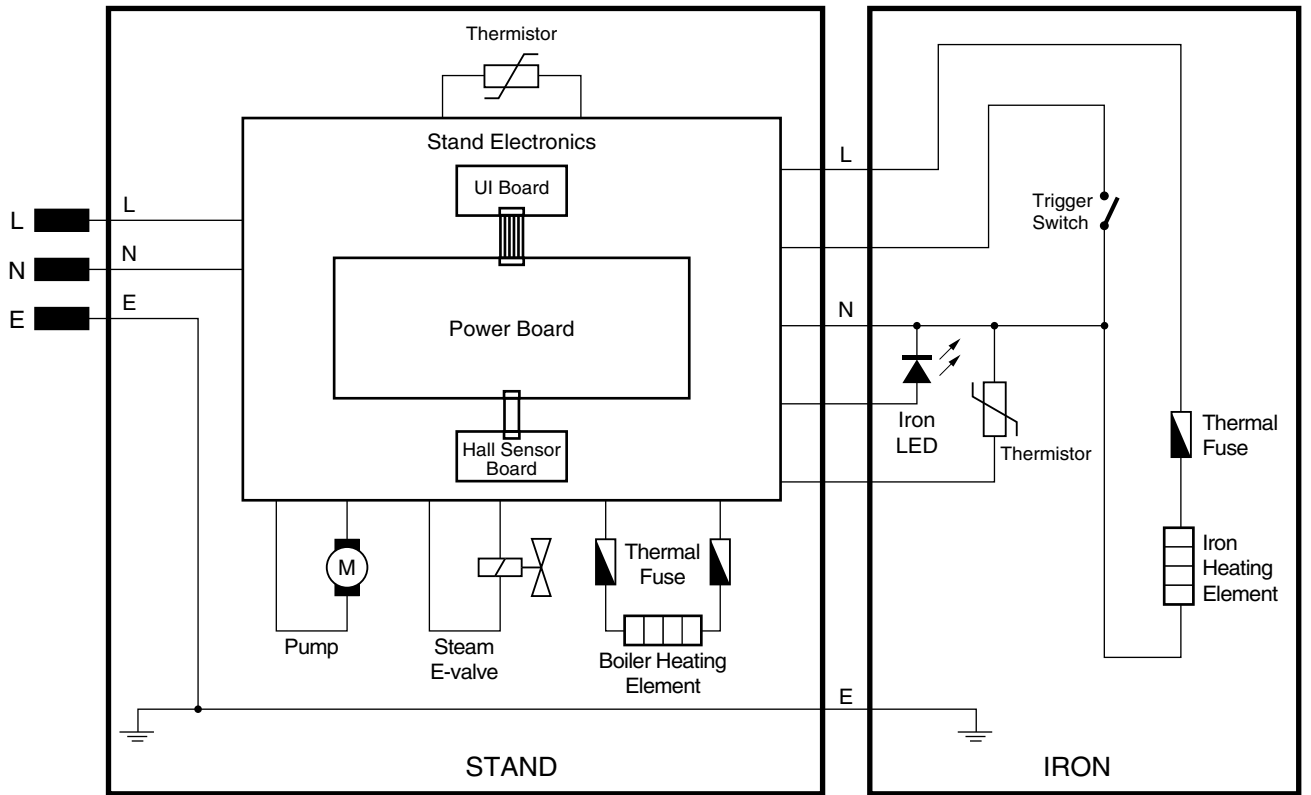 Thermistor
Stand Electronics
UI Board
Power Board
Hall Sensor
Board
L
L
N
N
E
E
Pump
M
Steam
E-valve
Thermal
Fuse
Boiler Heating
Element
STAND
L
N
E
Trigger
Switch
Iron
LED
Thermistor
Thermal
Fuse
Iron
Heating
Element
IRON